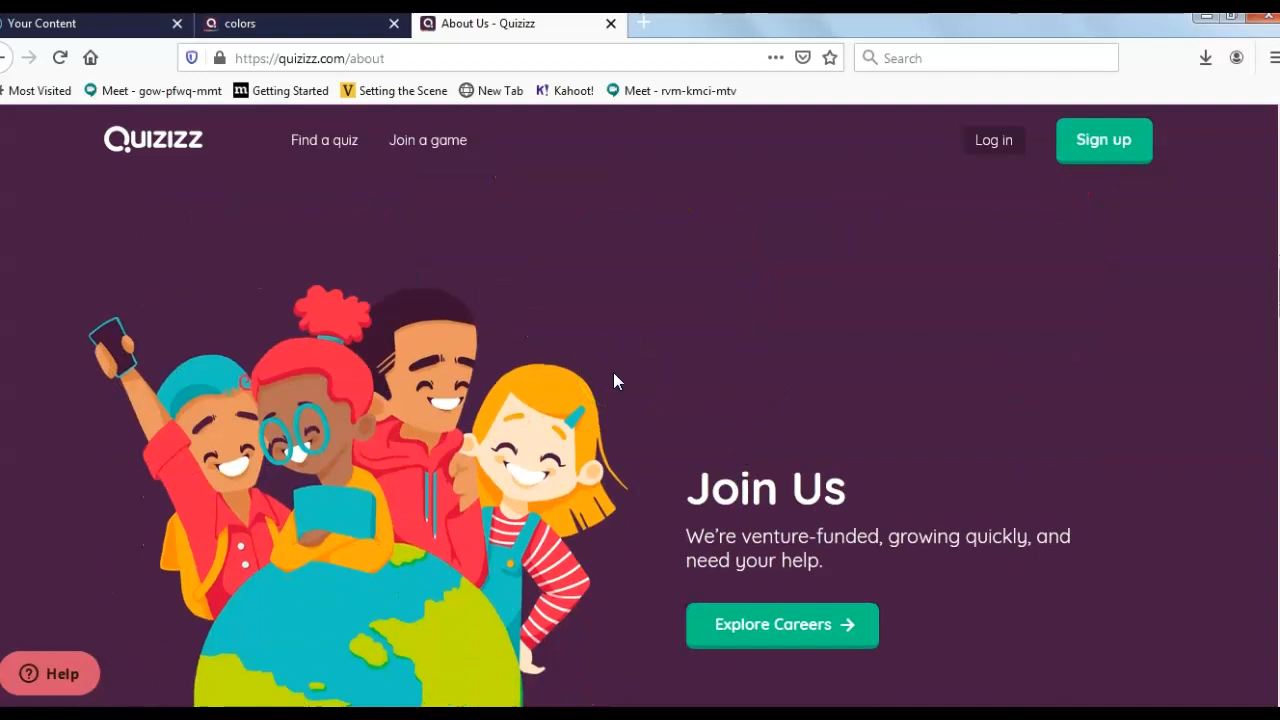 Your Content
colors
About Us - Quizizz
https://quizizz.com/about
Search
Most Visited
Meet - gow-pfwq-mmt
Getting Started
Setting the Scene
New Tab
Kahoot!
Meet - rvm-kmci-mtv
Quizizz
Find a quiz
Join a game
Log in
Sign up
Join Us
We're venture-funded, growing quickly, and
need your help.
Explore Careers
Help